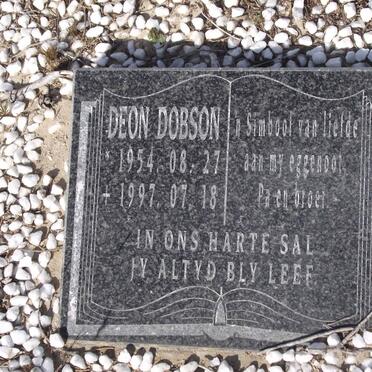 DEON DOBSON
* 1954. 08. 27
+ 1997. 07. 18
'n Simbool van liefde
aan my eggenoot,
Pa en broer.
IN ONS HARTE SAL
JY ALTYD BLY LEEF